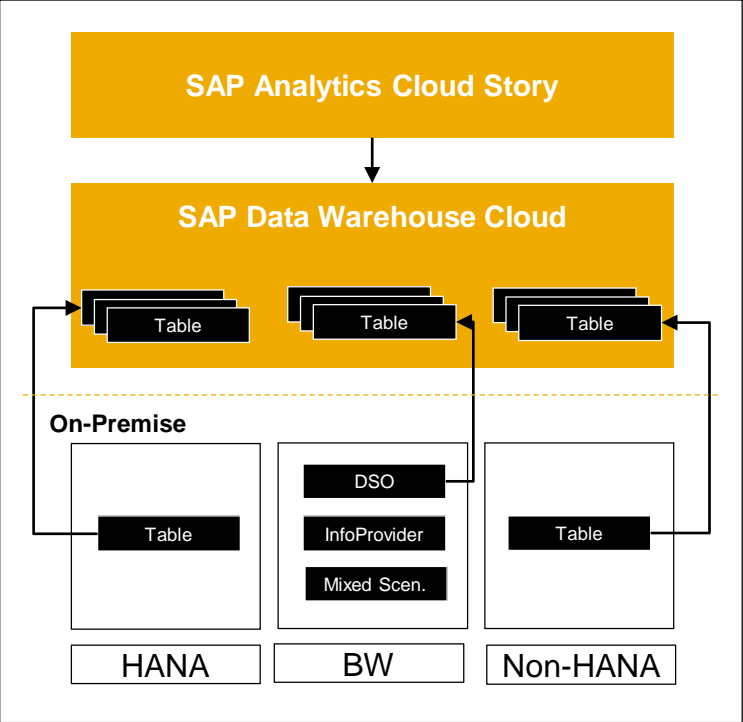 SAP Analytics Cloud Story
SAP Data Warehouse Cloud
Table
Table
Table
On-Premise
DSO
Table
InfoProvider
Table
Mixed Scen.
HANA
BW
Non-HANA